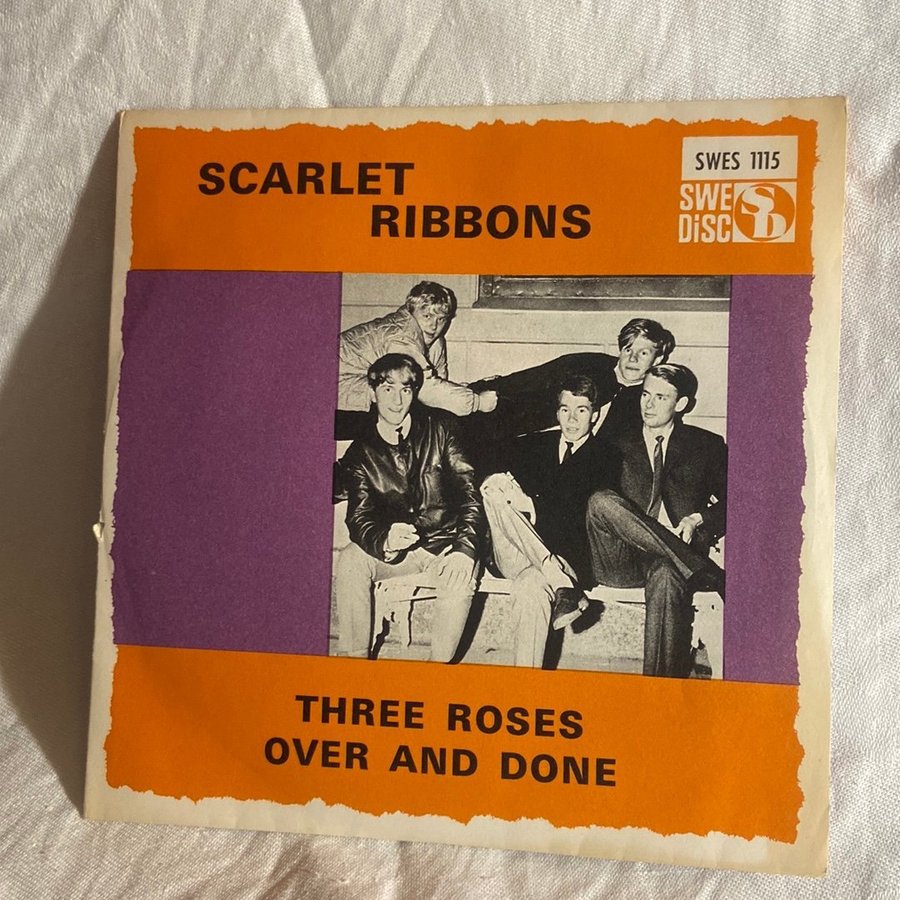 SCARLET
RIBBONS
SWES 1115
SWE
DiSC
SD
THREE ROSES
OVER AND DONE